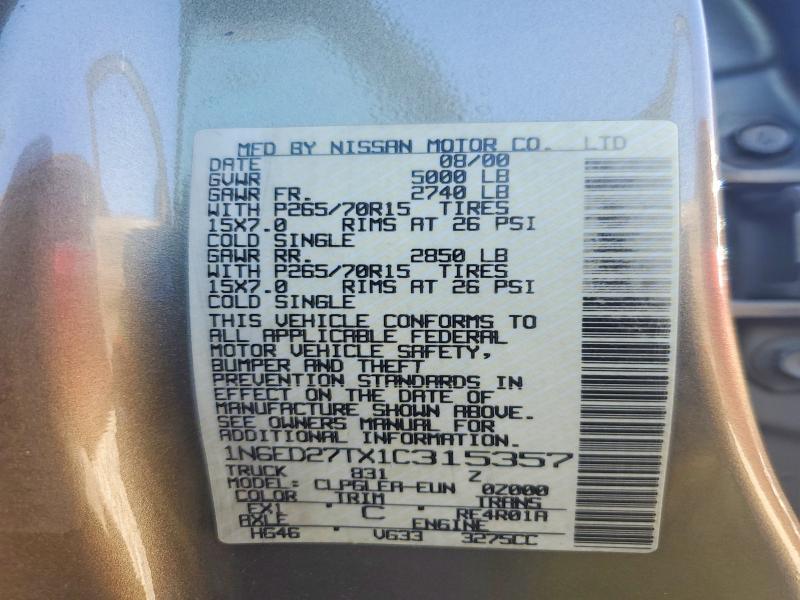 MFD BY NISSAN MOTOR CO. LTD
DATE 08/00
GVWR 5000 LB
GAWR FR. 2740 LB
WITH P265/70R15 TIRES
15X7.0 RIMS AT 26 PSI
COLD SINGLE
GAWR RR. 2850 LB
WITH P265/70R15 TIRES
15X7.0 RIMS AT 26 PSI
COLD SINGLE
THIS VEHICLE CONFORMS TO
ALL APPLICABLE FEDERAL
MOTOR VEHICLE SAFETY,
BUMPER AND THEFT
PREVENTION STANDARDS IN
EFFECT ON THE DATE OF
MANUFACTURE SHOWN ABOVE.
SEE OWNERS MANUAL FOR
ADDITIONAL INFORMATION.
1N6ED27TX1C315357
TRUCK 831 Z
MODEL: CLPGLEA-EUN 0Z000
COLOR TRIM TRANS
EX1 C RE4R01A
AXLE ENGINE
HG46 VG33 3275CC